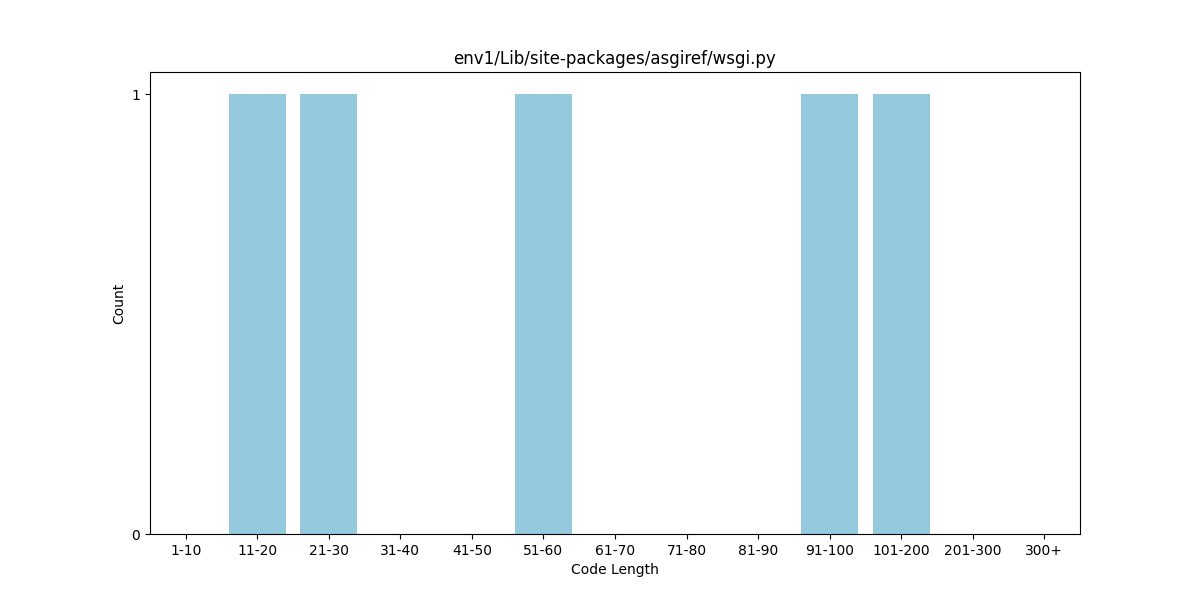 env1/Lib/site-packages/asgiref/wsgi.py
1
0
Count
1-10 11-20 21-30 31-40 41-50 51-60 61-70 71-80 81-90 91-100 101-200 201-300 300+
Code Length